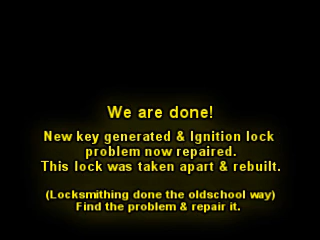 We are done!
New key generated & Ignition lock
problem now repaired.
This lock was taken apart & rebuilt.
(Locksmithing done the oldschool way)
Find the problem & repair it.